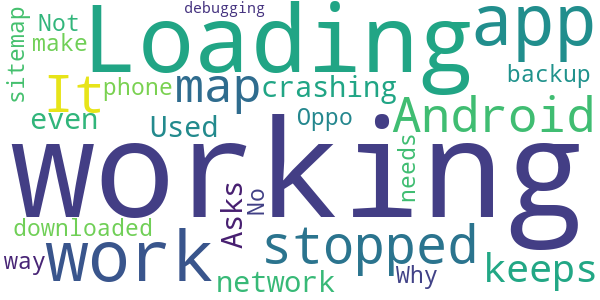 debugging
sitemap
Not
make
Loading
app
It
phone
map
crashing
backup
even
Used
Oppo
Android
working
needs
Asks
No
downloaded
way
work
stopped
network
Why
keeps